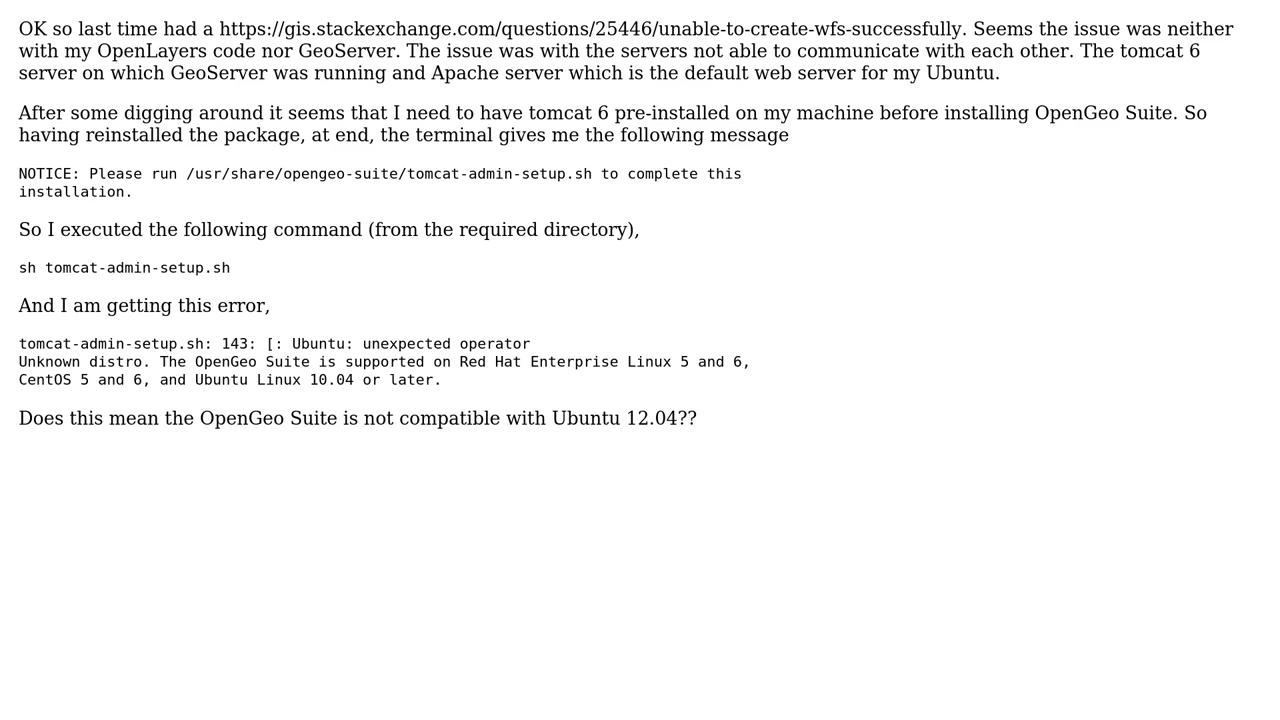 OK so last time had a https://gis.stackexchange.com/questions/25446/unable-to-create-wfs-successfully. Seems the issue was neither
with my OpenLayers code nor GeoServer. The issue was with the servers not able to communicate with each other. The tomcat 6
server on which GeoServer was running and Apache server which is the default web server for my Ubuntu.
After some digging around it seems that I need to have tomcat 6 pre-installed on my machine before installing OpenGeo Suite. So
having reinstalled the package, at end, the terminal gives me the following message
NOTICE: Please run /usr/share/opengeo-suite/tomcat-admin-setup.sh to complete this
installation.
So I executed the following command (from the required directory),
sh tomcat-admin-setup.sh
And I am getting this error,
tomcat-admin-setup.sh: 143: [: Ubuntu: unexpected operator
Unknown distro. The OpenGeo Suite is supported on Red Hat Enterprise Linux 5 and 6,
CentOS 5 and 6, and Ubuntu Linux 10.04 or later.
Does this mean the OpenGeo Suite is not compatible with Ubuntu 12.04??